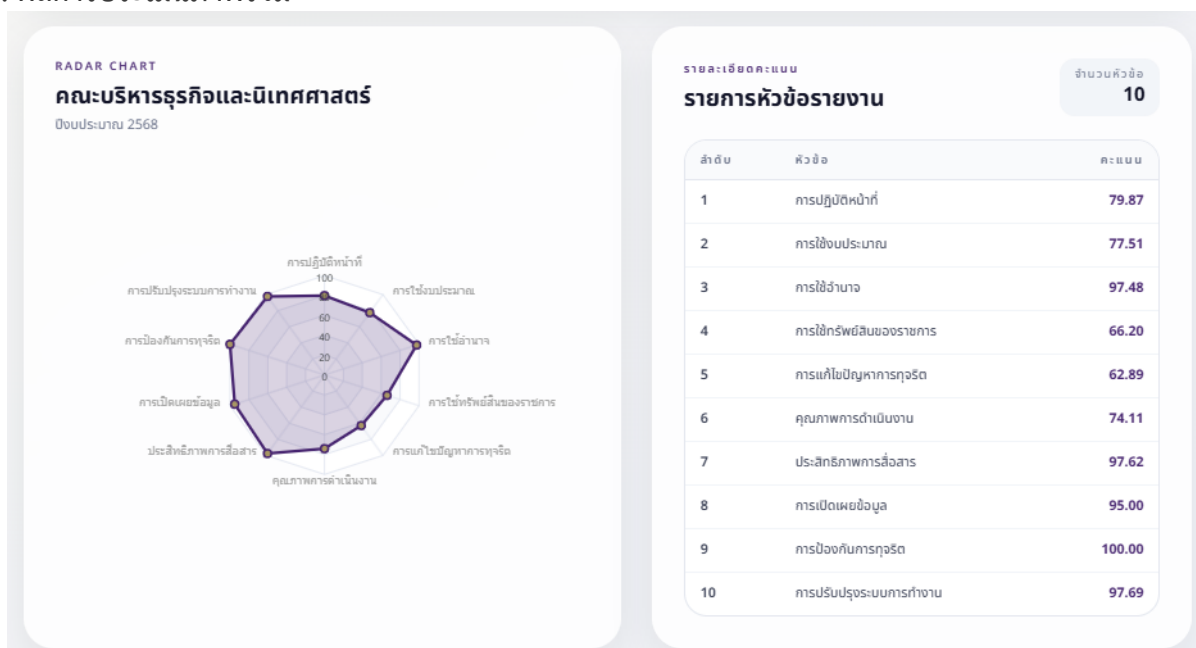 RADAR CHART
คณะบริหารธุรกิจและนิเทศศาสตร์
ปีงบประมาณ 2568
การปฏิบัติหน้าที่
การใช้งบประมาณ
การใช้อำนาจ
การใช้ทรัพย์สินของราชการ
การแก้ไขปัญหาการทุจริต
คุณภาพการดำเนินงาน
ประสิทธิภาพการสื่อสาร
การเปิดเผยข้อมูล
การป้องกันการทุจริต
การปรับปรุงระบบการทำงาน
100
60
40
20
0
รายละเอียดคะแนน
รายการหัวข้อรายงาน
จำนวนหัวข้อ
10
ลำดับ หัวข้อ คะแนน
1 การปฏิบัติหน้าที่ 79.87
2 การใช้งบประมาณ 77.51
3 การใช้อำนาจ 97.48
4 การใช้ทรัพย์สินของราชการ 66.20
5 การแก้ไขปัญหาการทุจริต 62.89
6 คุณภาพการดำเนินงาน 74.11
7 ประสิทธิภาพการสื่อสาร 97.62
8 การเปิดเผยข้อมูล 95.00
9 การป้องกันการทุจริต 100.00
10 การปรับปรุงระบบการทำงาน 97.69